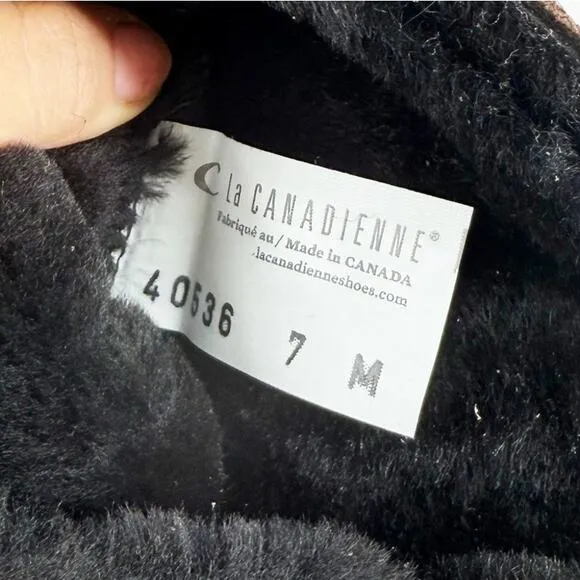 La CANADIENNE®
Fabriqué au / Made in CANADA
lacanadienneshoes.com
40536 7 M